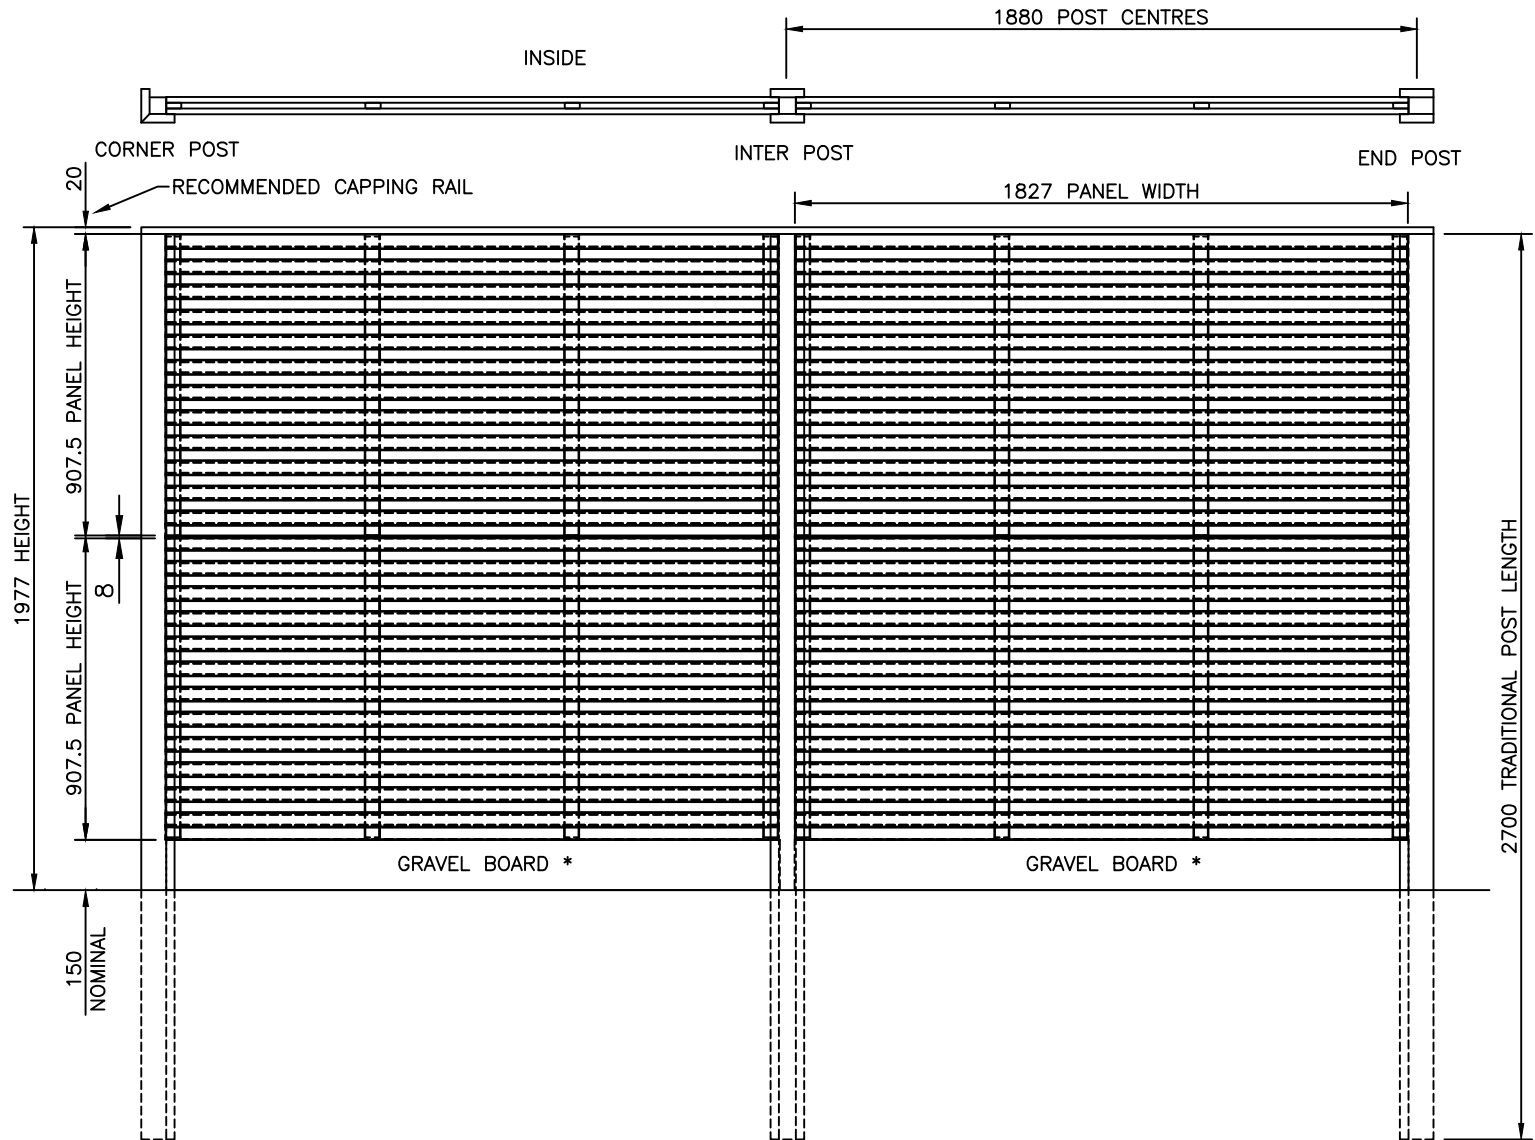 1880 POST CENTRES
INSIDE
CORNER POST
INTER POST
END POST
20
RECOMMENDED CAPPING RAIL
1827 PANEL WIDTH
907.5 PANEL HEIGHT
1977 HEIGHT
8
907.5 PANEL HEIGHT
2700 TRADITIONAL POST LENGTH
GRAVEL BOARD *
GRAVEL BOARD *
150
NOMINAL